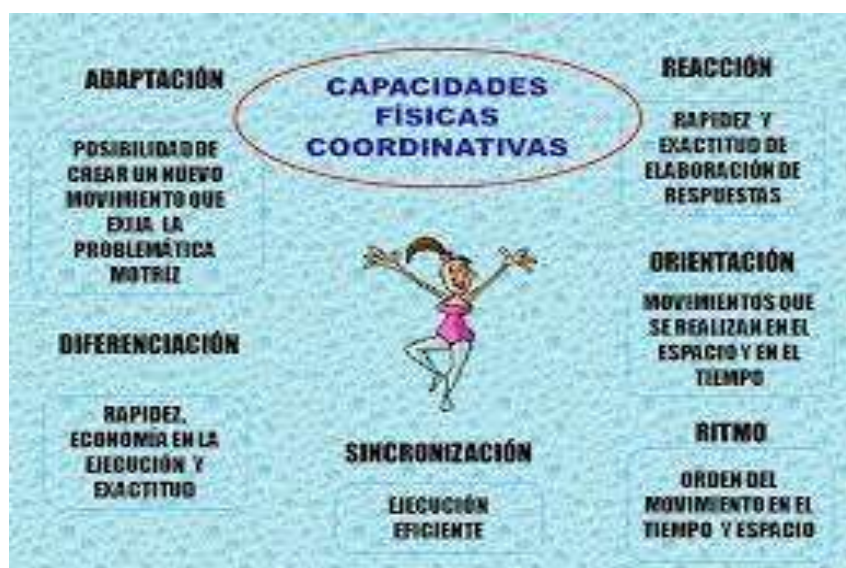 CAPACIDADES
FÍSICAS
COORDINATIVAS
ADAPTACIÓN
POSIBILIDAD DE
CREAR UN NUEVO
MOVIMIENTO QUE
EXIJA LA
PROBLEMÁTICA
MOTRÍZ
DIFERENCIACIÓN
RAPIDEZ,
ECONOMÍA EN LA
EJECUCIÓN Y
EXACTITUD
SINCRONIZACIÓN
EJECUCIÓN
EFICIENTE
REACCIÓN
RAPIDEZ Y
EXACTITUD DE
ELABORACIÓN DE
RESPUESTAS
ORIENTACIÓN
MOVIMIENTOS QUE
SE REALIZAN EN EL
ESPACIO Y EN EL
TIEMPO
RITMO
ORDEN DEL
MOVIMIENTO EN EL
TIEMPO Y ESPACIO